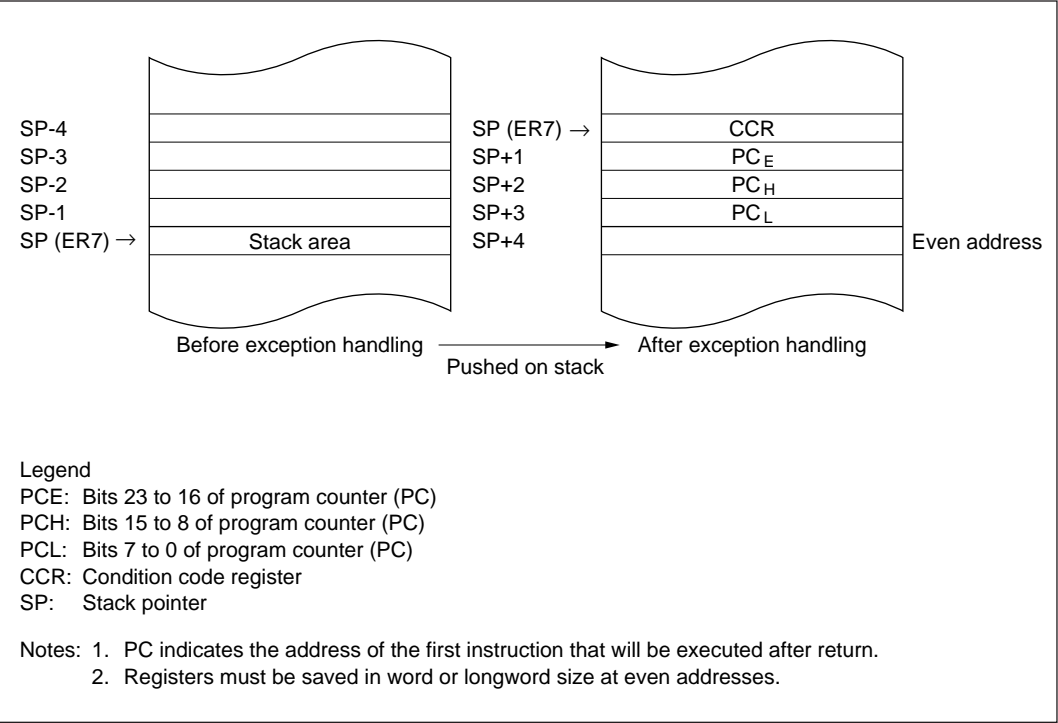 SP-4 SP (ER7) → CCR
SP-3 SP+1 PCE
SP-2 SP+2 PCH
SP-1 SP+3 PCL
SP (ER7) → Stack area SP+4 Even address
Before exception handling After exception handling
Pushed on stack
Legend
PCE: Bits 23 to 16 of program counter (PC)
PCH: Bits 15 to 8 of program counter (PC)
PCL: Bits 7 to 0 of program counter (PC)
CCR: Condition code register
SP: Stack pointer
Notes: 1. PC indicates the address of the first instruction that will be executed after return.
2. Registers must be saved in word or longword size at even addresses.